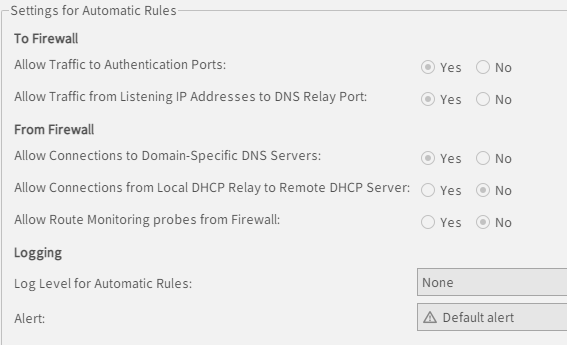 Settings for Automatic Rules
To Firewall
Allow Traffic to Authentication Ports: Yes No
Allow Traffic from Listening IP Addresses to DNS Relay Port: Yes No
From Firewall
Allow Connections to Domain-Specific DNS Servers: Yes No
Allow Connections from Local DHCP Relay to Remote DHCP Server: Yes No
Allow Route Monitoring probes from Firewall: Yes No
Logging
Log Level for Automatic Rules: None
Alert: Default alert